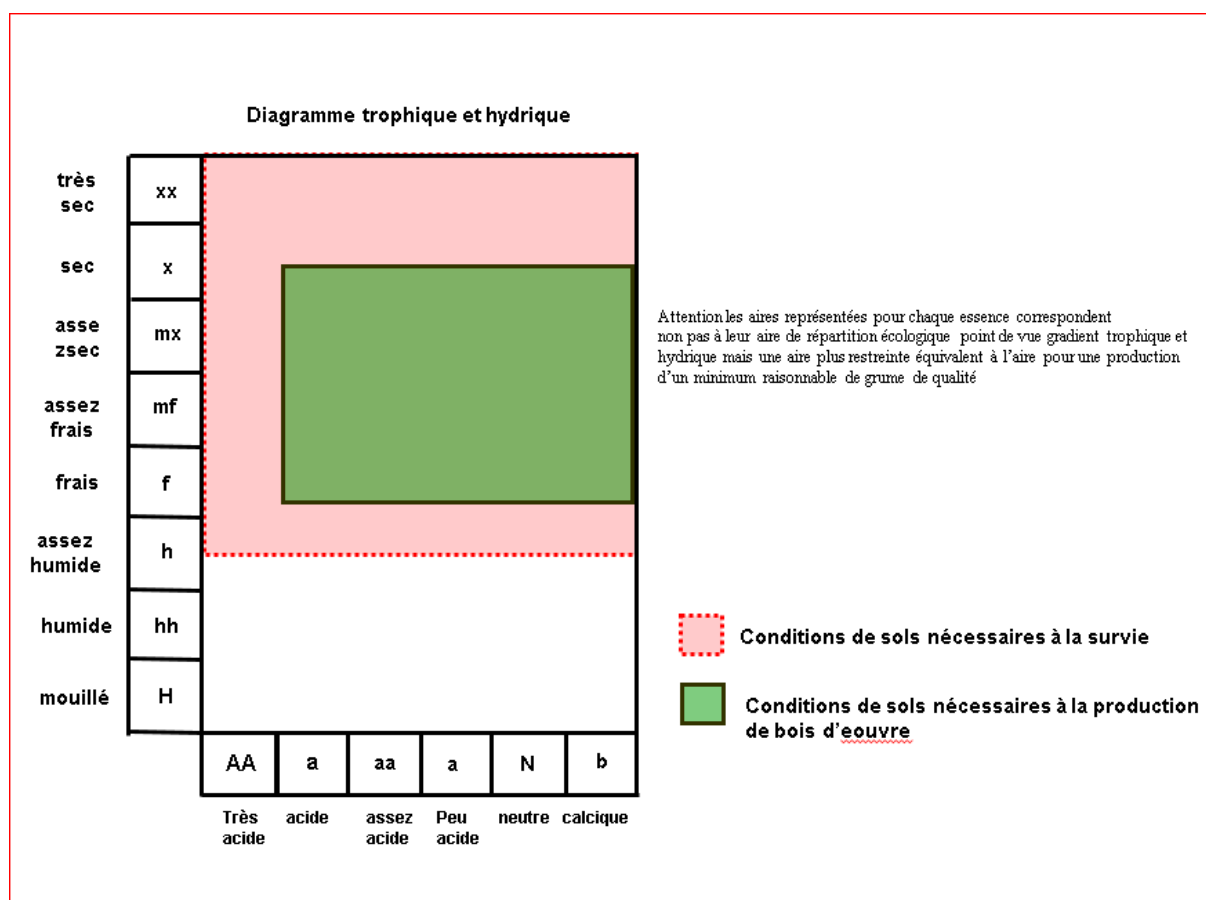 Diagramme trophique et hydrique
très
sec
xx
sec
x
asse
zsec
mx
assez
frais
mf
frais
f
assez
humide
h
humide
hh
mouillé
H
AA
a
aa
a
N
b
Très
acide
acide
assez
acide
Peu
acide
neutre
calcique
Attention les aires représentées pour chaque essence correspondent
non pas à leur aire de répartition écologique point de vue gradient trophique et
hydrique mais une aire plus restreinte équivalent à l'aire pour une production
d'un minimum raisonnable de grume de qualité
Conditions de sols nécessaires à la survie
Conditions de sols nécessaires à la production
de bois d'eouvre